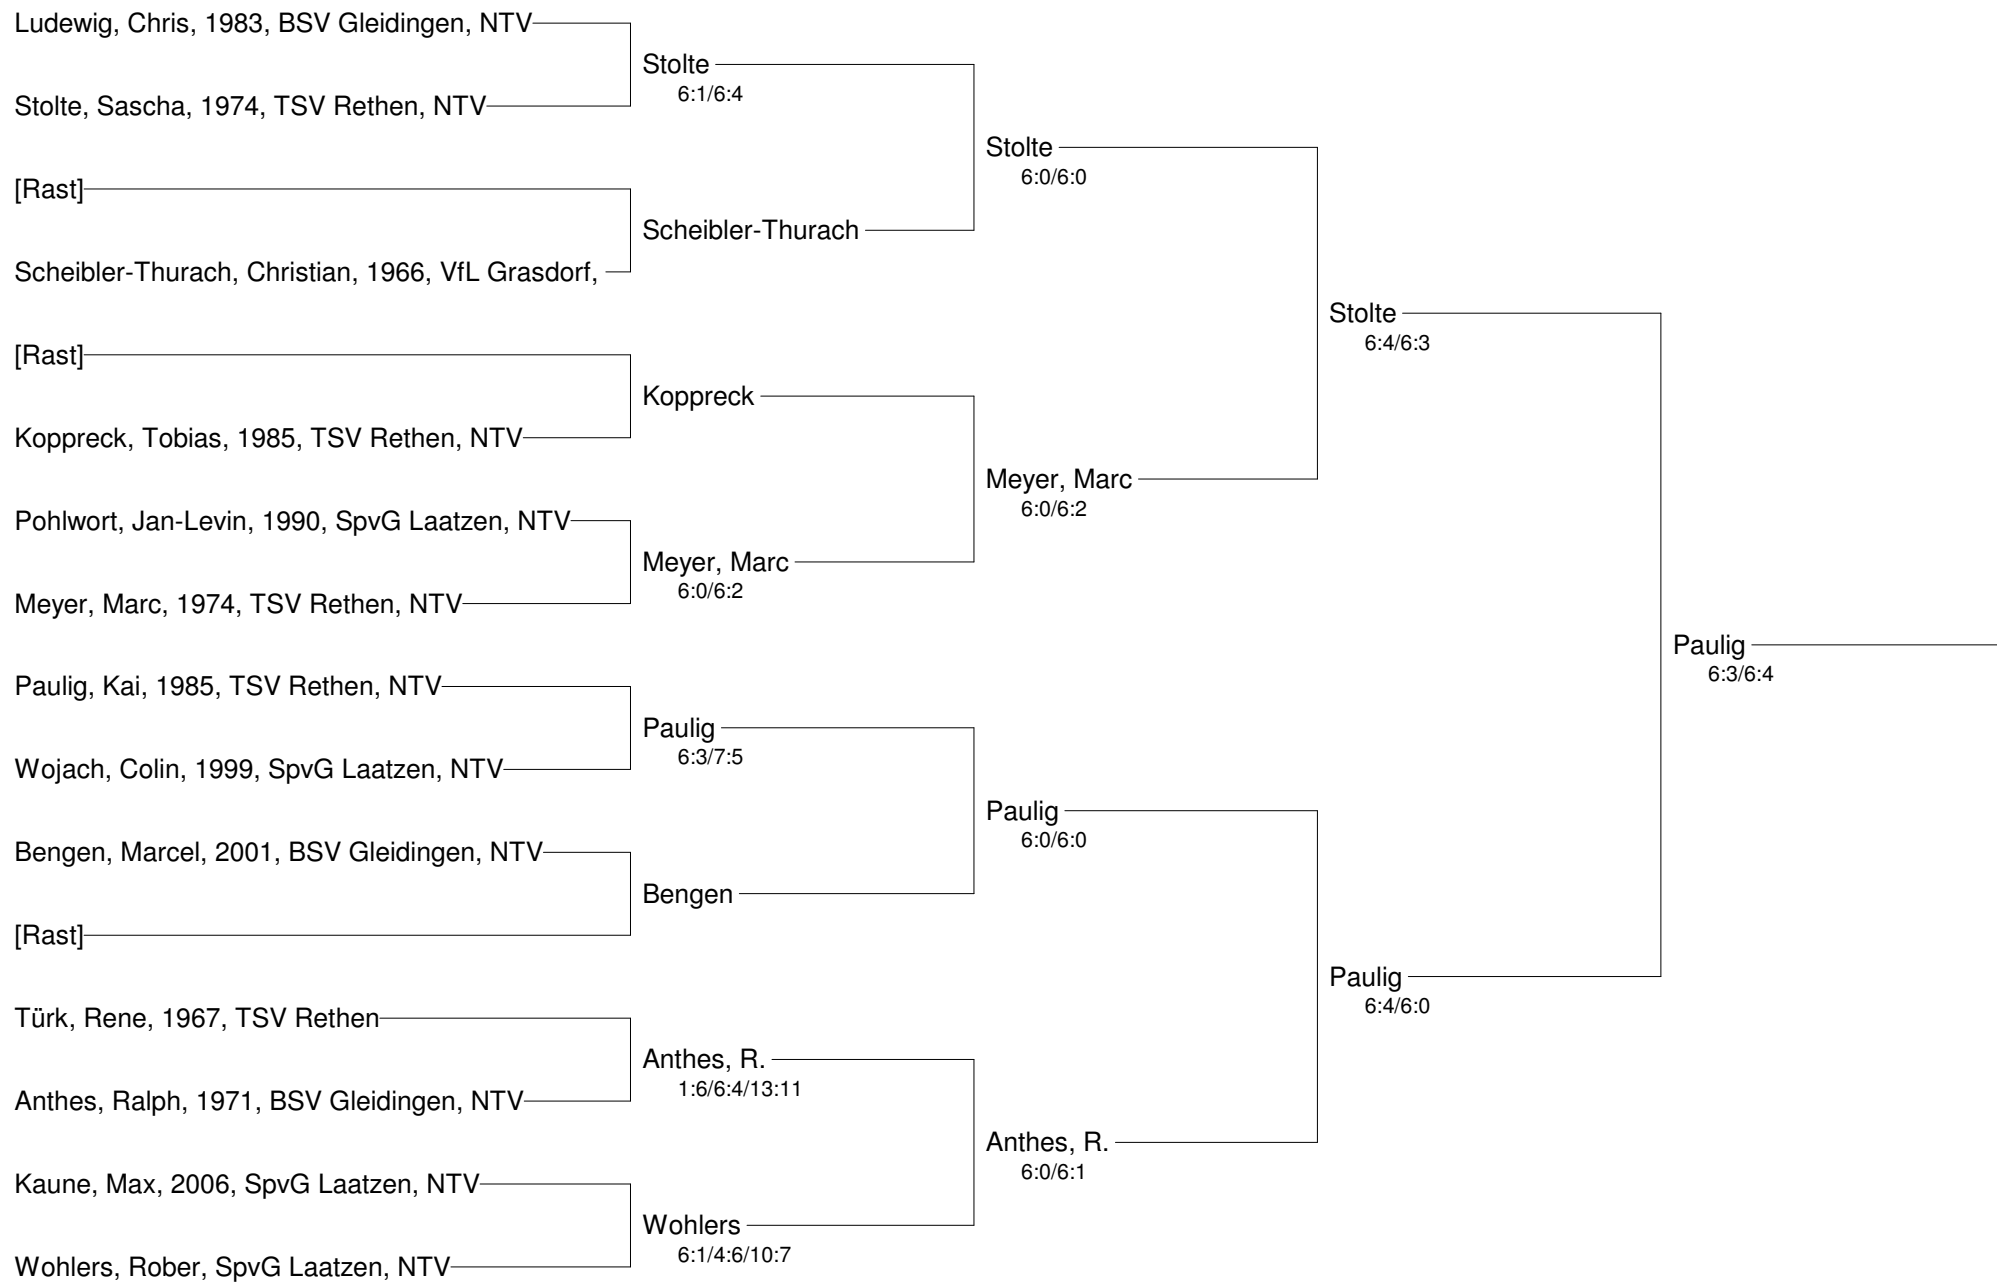 Ludewig, Chris, 1983, BSV Gleidingen, NTV
Stolte, Sascha, 1974, TSV Rethen, NTV
[Rast]
Scheibler-Thurach, Christian, 1966, VfL Grasdorf,
[Rast]
Koppreck, Tobias, 1985, TSV Rethen, NTV
Pohlwort, Jan-Levin, 1990, SpvG Laatzen, NTV
Meyer, Marc, 1974, TSV Rethen, NTV
Paulig, Kai, 1985, TSV Rethen, NTV
Wojach, Colin, 1999, SpvG Laatzen, NTV
Bengen, Marcel, 2001, BSV Gleidingen, NTV
[Rast]
Türk, Rene, 1967, TSV Rethen
Anthes, Ralph, 1971, BSV Gleidingen, NTV
Kaune, Max, 2006, SpvG Laatzen, NTV
Wohlers, Rober, SpvG Laatzen, NTV
Stolte
6:1/6:4
Scheibler-Thurach
Koppreck
Meyer, Marc
6:0/6:2
Paulig
6:3/7:5
Bengen
Anthes, R.
1:6/6:4/13:11
Wohlers
6:1/4:6/10:7
Stolte
6:0/6:0
Meyer, Marc
6:0/6:2
Paulig
6:0/6:0
Anthes, R.
6:0/6:1
Stolte
6:4/6:3
Paulig
6:4/6:0
Paulig
6:3/6:4